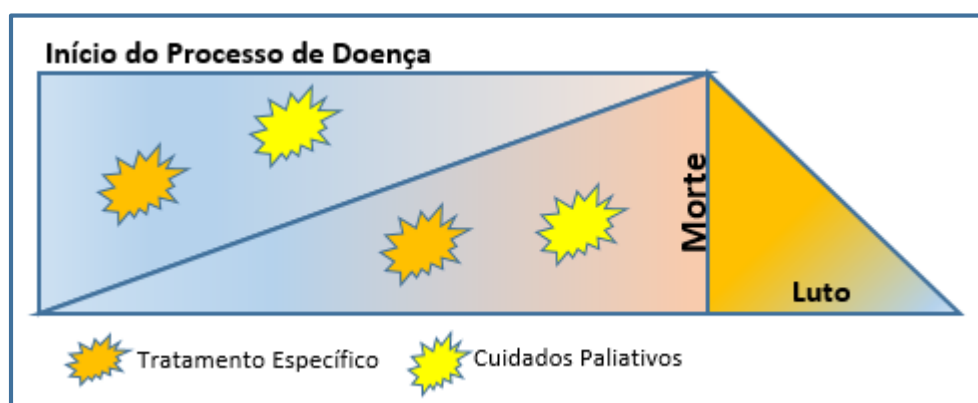 Início do Processo de Doença
Morte
Luto
Tratamento Específico
Cuidados Paliativos